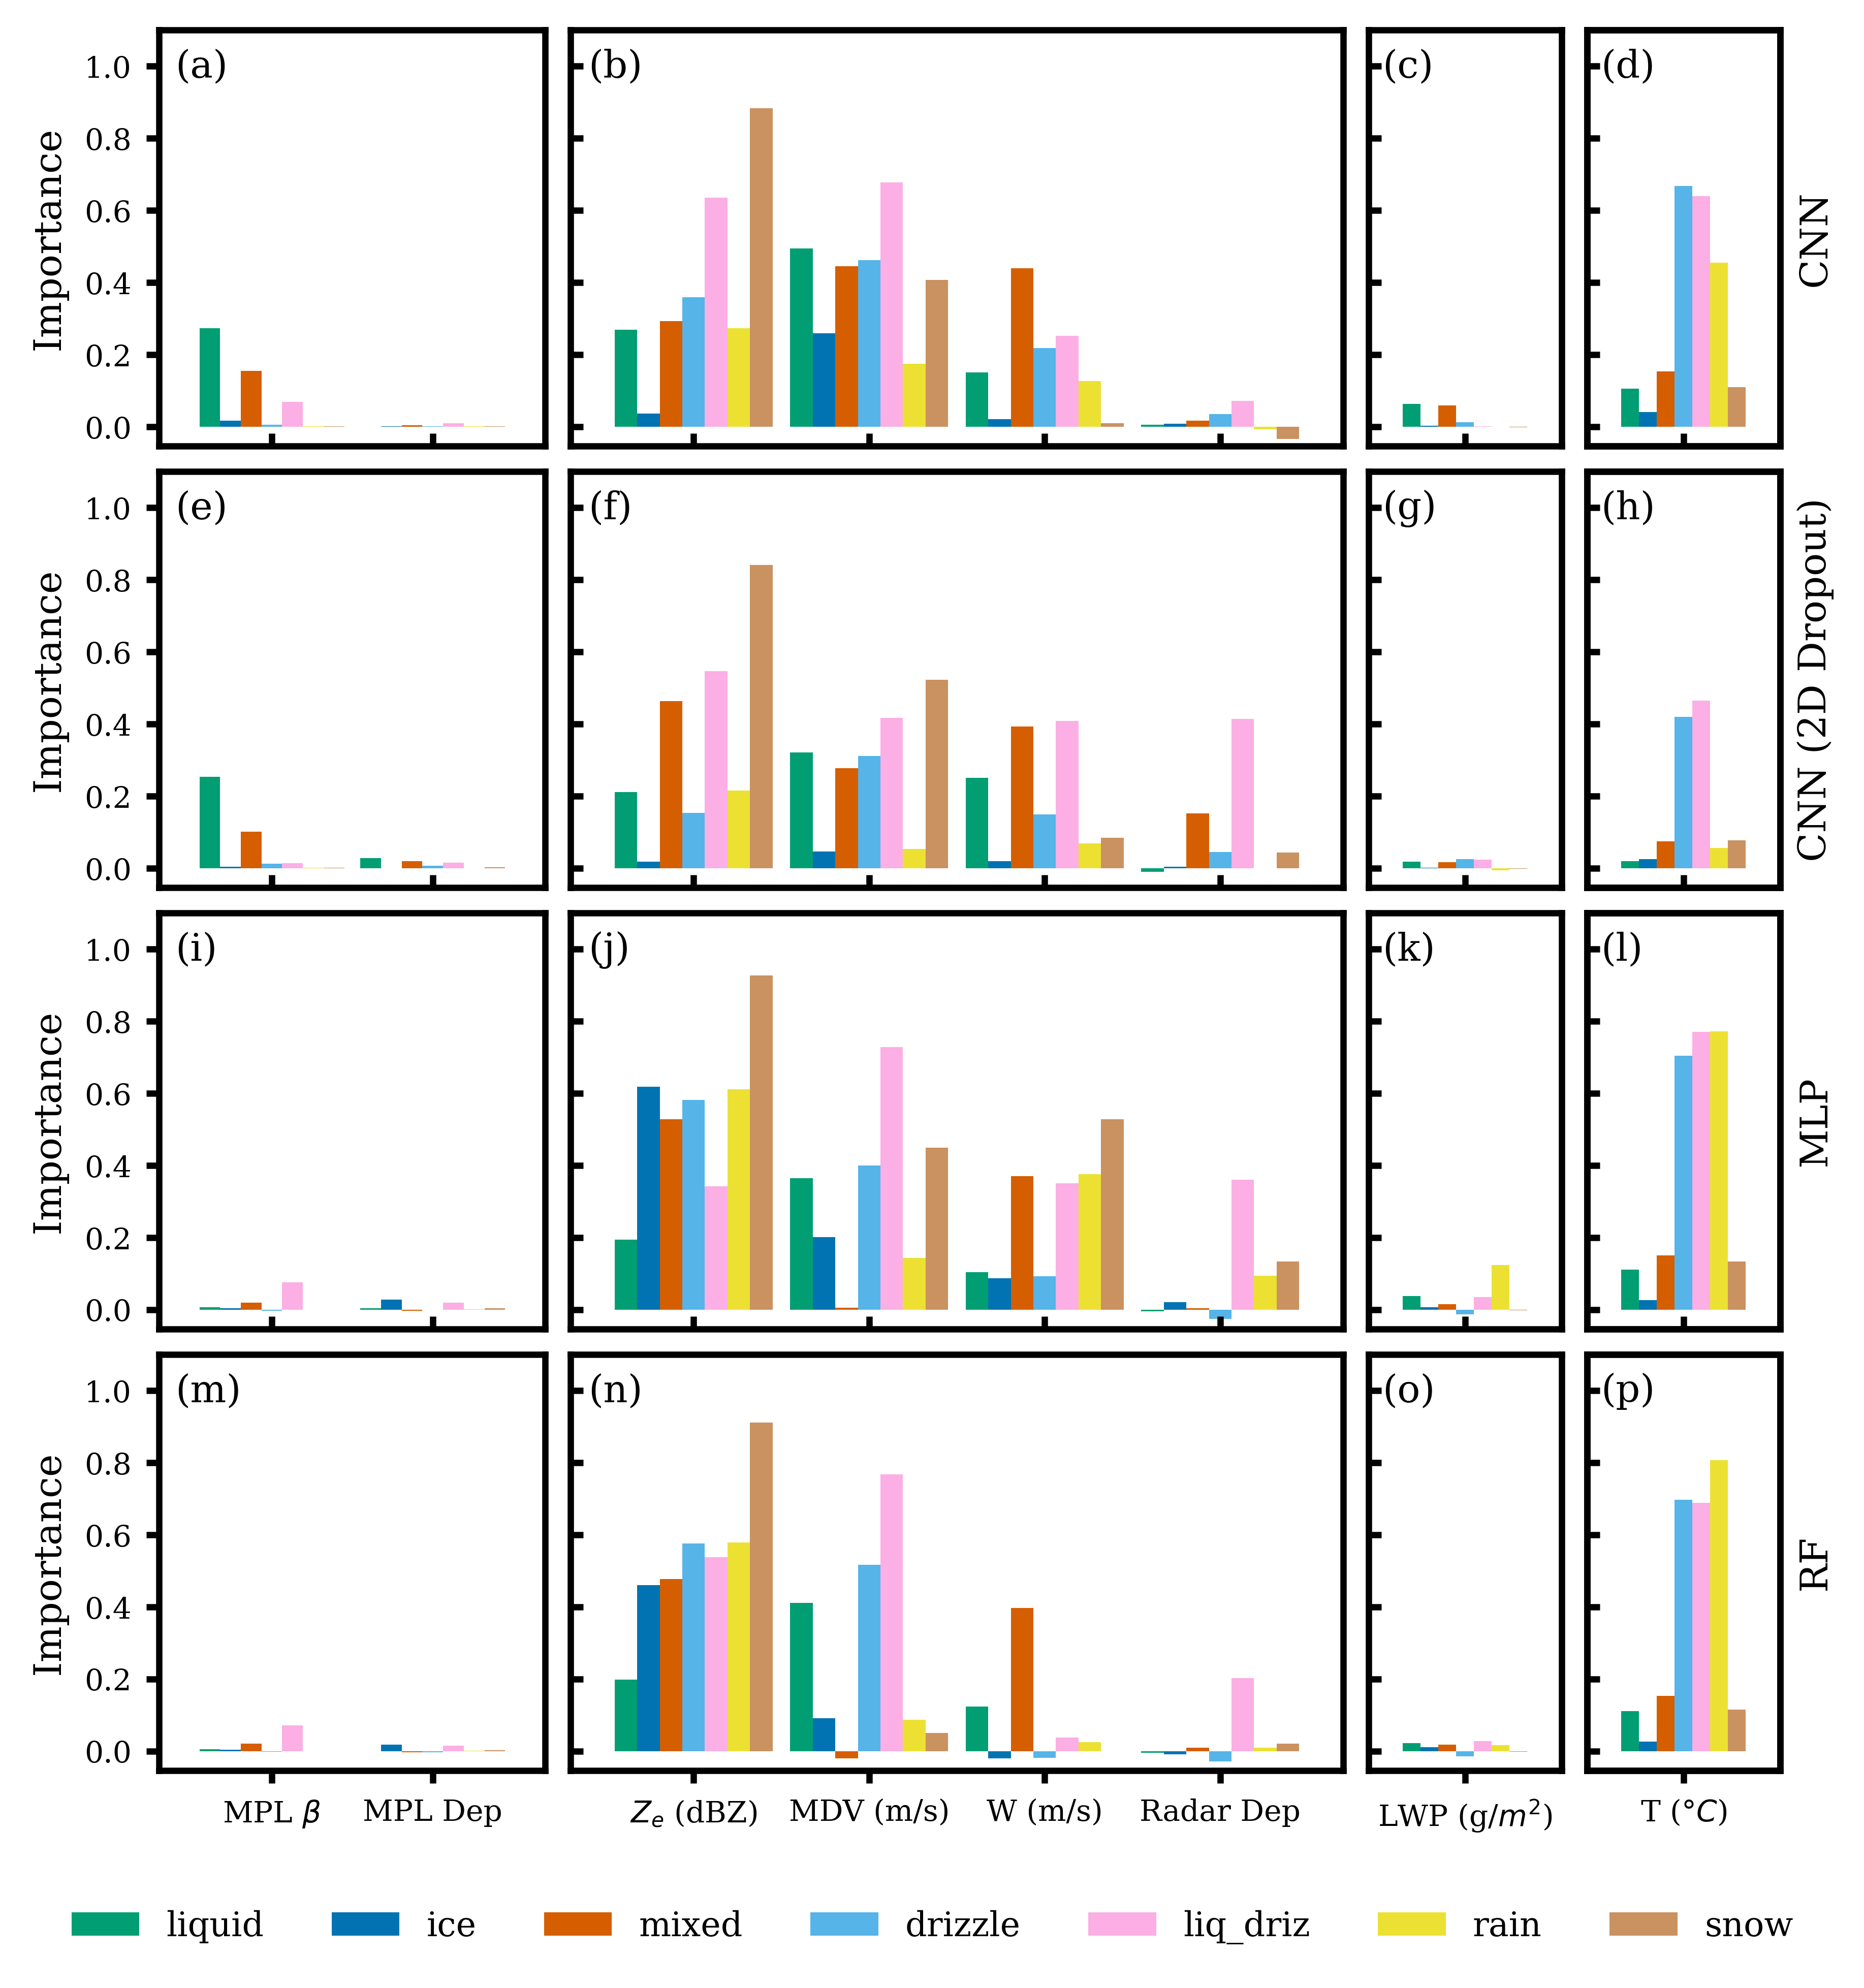 (a) (b) (c) (d)
1.0
0.8
0.6
0.4
0.2
0.0
Importance
CNN
(e) (f) (g) (h)
1.0
0.8
0.6
0.4
0.2
0.0
Importance
CNN (2D Dropout)
(i) (j) (k) (l)
1.0
0.8
0.6
0.4
0.2
0.0
Importance
MLP
(m) (n) (o) (p)
1.0
0.8
0.6
0.4
0.2
0.0
Importance
RF
MPL β MPL Dep Zₑ (dBZ) MDV (m/s) W (m/s) Radar Dep LWP (g/m²) T (°C)
liquid ice mixed drizzle liq_driz rain snow